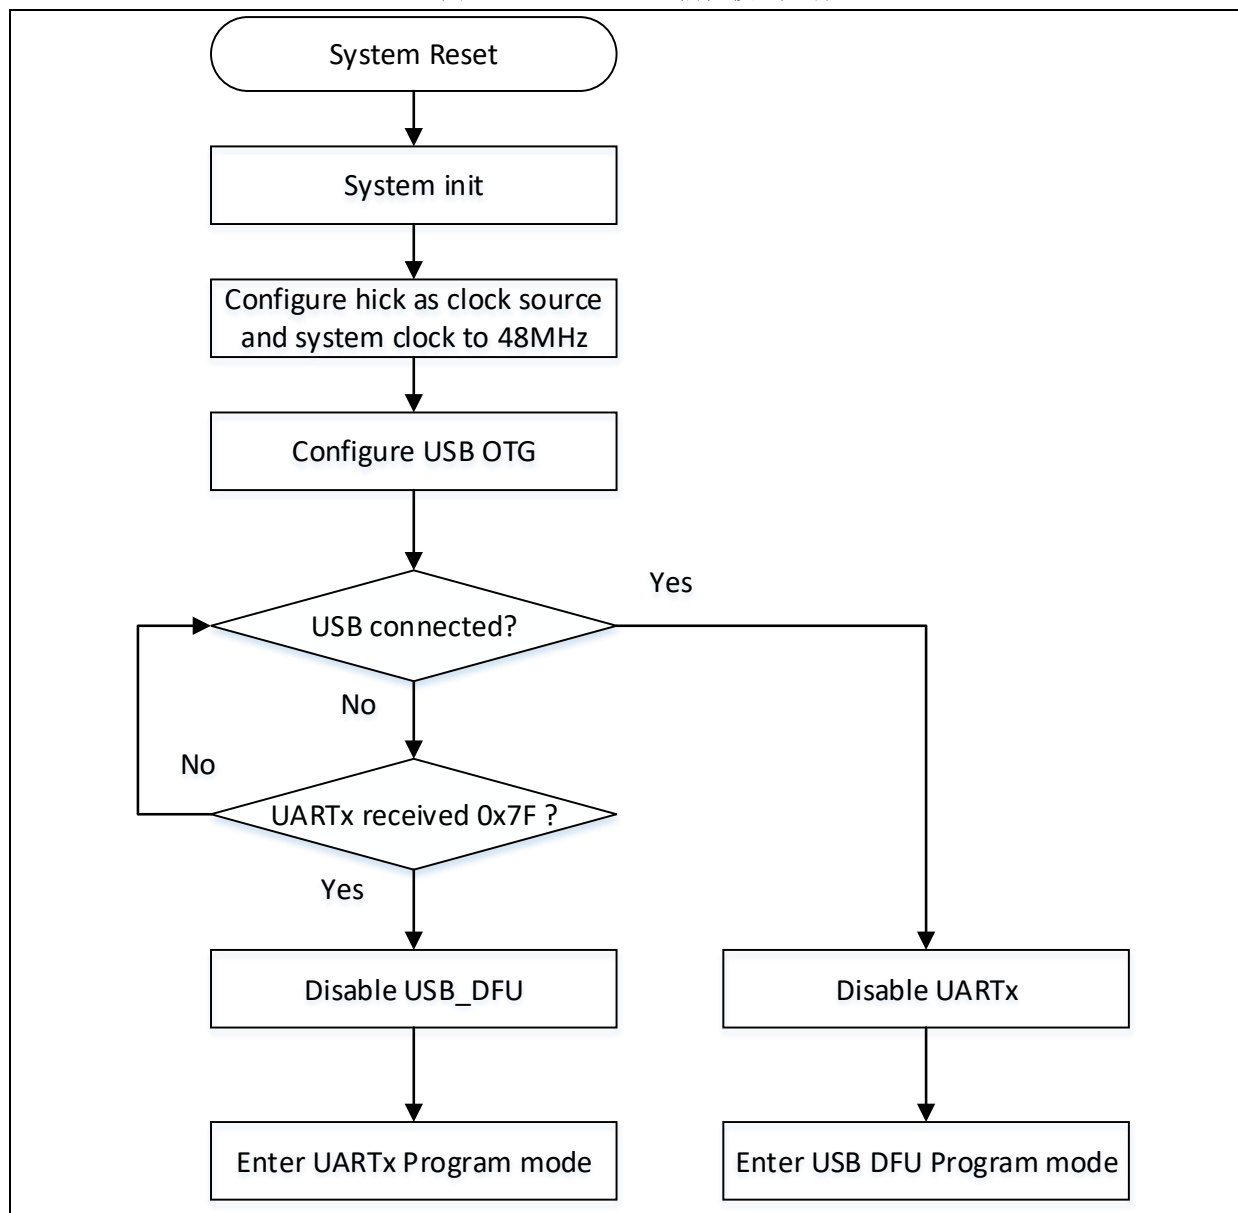 System Reset
System init
Configure hick as clock source
and system clock to 48MHz
Configure USB OTG
Yes
USB connected?
No
No
UARTx received 0x7F ?
Yes
Disable USB_DFU
Disable UARTx
Enter UARTx Program mode
Enter USB DFU Program mode